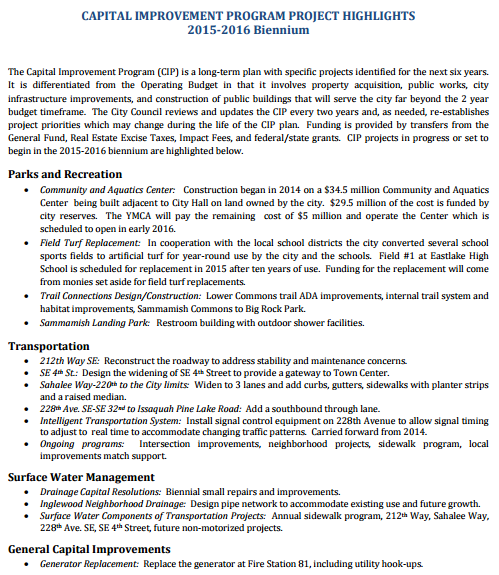 CAPITAL IMPROVEMENT PROGRAM PROJECT HIGHLIGHTS
2015-2016 Biennium
The Capital Improvement Program (CIP) is a long-term plan with specific projects identified for the next six years.
It is differentiated from the Operating Budget in that it involves property acquisition, public works, city
infrastructure improvements, and construction of public buildings that will serve the city far beyond the 2 year
budget timeframe. The City Council reviews and updates the CIP every two years and, as needed, re-establishes
project priorities which may change during the life of the CIP plan. Funding is provided by transfers from the
General Fund, Real Estate Excise Taxes, Impact Fees, and federal/state grants. CIP projects in progress or set to
begin in the 2015-2016 biennium are highlighted below.
Parks and Recreation
• Community and Aquatics Center: Construction began in 2014 on a $34.5 million Community and Aquatics
Center being built adjacent to City Hall on land owned by the city. $29.5 million of the cost is funded by
city reserves. The YMCA will pay the remaining cost of $5 million and operate the Center which is
scheduled to open in early 2016.
• Field Turf Replacement: In cooperation with the local school districts the city converted several school
sports fields to artificial turf for year-round use by the city and the schools. Field #1 at Eastlake High
School is scheduled for replacement in 2015 after ten years of use. Funding for the replacement will come
from monies set aside for field turf replacements.
• Trail Connections Design/Construction: Lower Commons trail ADA improvements, internal trail system and
habitat improvements, Sammamish Commons to Big Rock Park.
• Sammamish Landing Park: Restroom building with outdoor shower facilities.
Transportation
• 212th Way SE: Reconstruct the roadway to address stability and maintenance concerns.
• SE 4th St.: Design the widening of SE 4th Street to provide a gateway to Town Center.
• Sahalee Way-220th to the City limits: Widen to 3 lanes and add curbs, gutters, sidewalks with planter strips
and a raised median.
• 228th Ave. SE-SE 32nd to Issaquah Pine Lake Road: Add a southbound through lane.
• Intelligent Transportation System: Install signal control equipment on 228th Avenue to allow signal timing
to adjust to real time to accommodate changing traffic patterns. Carried forward from 2014.
• Ongoing programs: Intersection improvements, neighborhood projects, sidewalk program, local
improvements match support.
Surface Water Management
• Drainage Capital Resolutions: Biennial small repairs and improvements.
• Inglewood Neighborhood Drainage: Design pipe network to accommodate existing use and future growth.
• Surface Water Components of Transportation Projects: Annual sidewalk program, 212th Way, Sahalee Way,
228th Ave. SE, SE 4th Street, future non-motorized projects.
General Capital Improvements
• Generator Replacement: Replace the generator at Fire Station 81, including utility hook-ups.